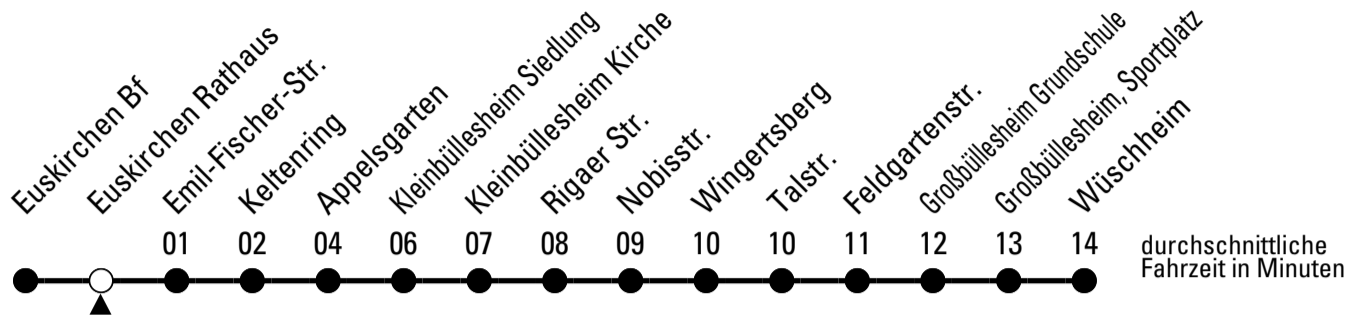 Euskirchen Bf
Euskirchen Rathaus
Emil-Fischer-Str.
Keltenring
Appelsgarten
Kleinbüllesheim Siedlung
Kleinbüllesheim Kirche
Rigaer Str.
Nobisstr.
Wingertsberg
Talstr.
Feldgartenstr.
Großbüllesheim Grundschule
Großbüllesheim, Sportplatz
Wüschheim
01 02 04 06 07 08 09 10 10 11 12 13 14
durchschnittliche
Fahrzeit in Minuten